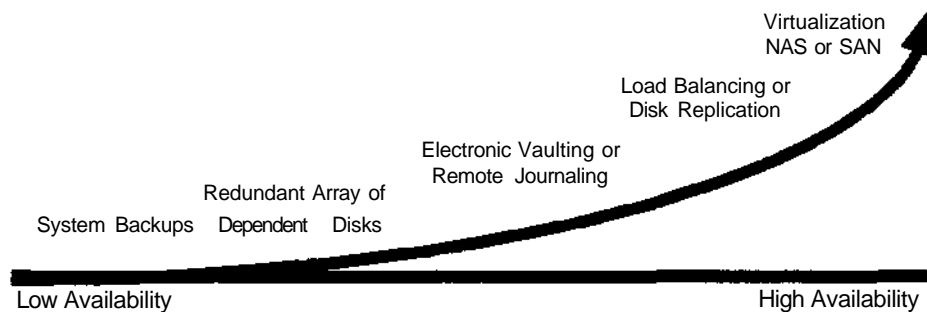 Virtualization
NAS or SAN
Load Balancing or
Disk Replication
Electronic Vaulting or
Remote Journaling
Redundant Array of
Dependent Disks
System Backups
Low Availability
High Availability